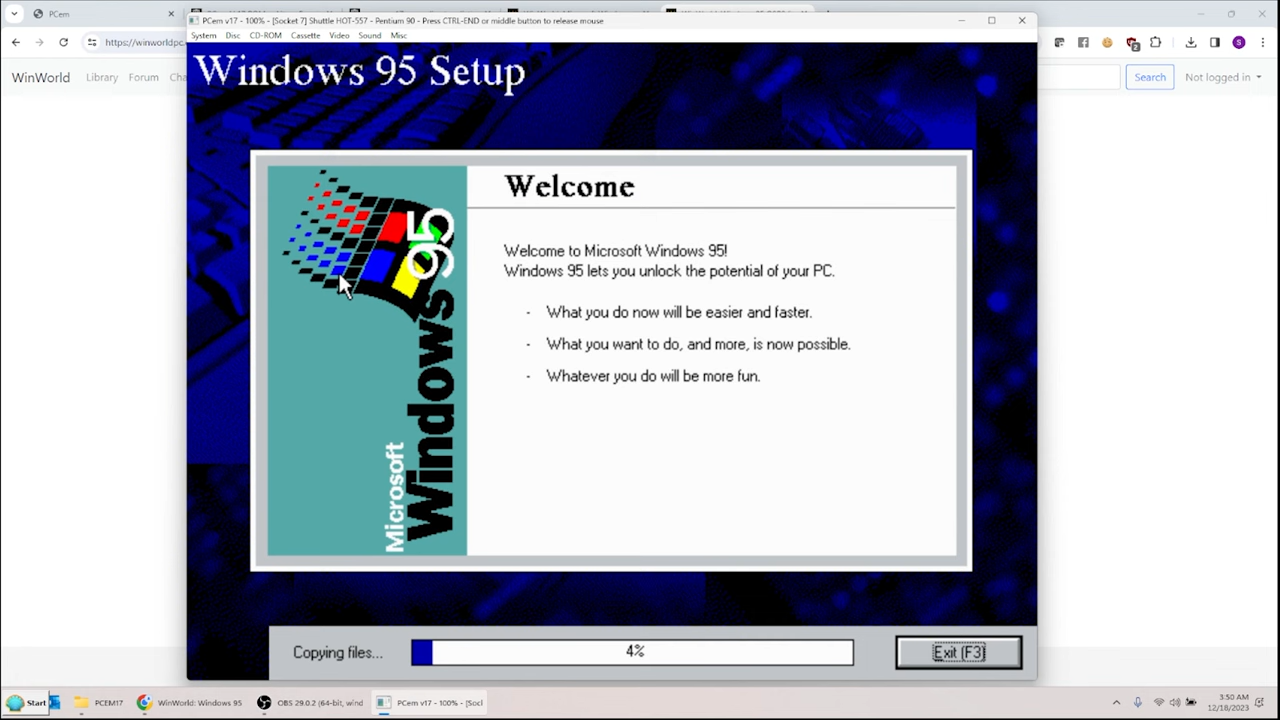 PCem
PCem v17 - 100% - [Socket 7] Shuttle HOT-557 - Pentium 90 - Press CTRL-END or middle button to release mouse
https://winworldpc.
System Disc CD-ROM Cassette Video Sound Misc
2
S
WinWorld Library Forum
Search Not logged in
Windows 95 Setup
Microsoft Windows 95
Welcome
Welcome to Microsoft Windows 95!
Windows 95 lets you unlock the potential of your PC.
- What you do now will be easier and faster.
- What you want to do, and more, is now possible.
- Whatever you do will be more fun.
Copying files... 4% Exit (F3)
Start PCEM17 WinWorld: Windows 95 OBS 29.0.2 (64-bit, wind PCem v17 - 100% - [Socl
3:50 AM
12/18/2023